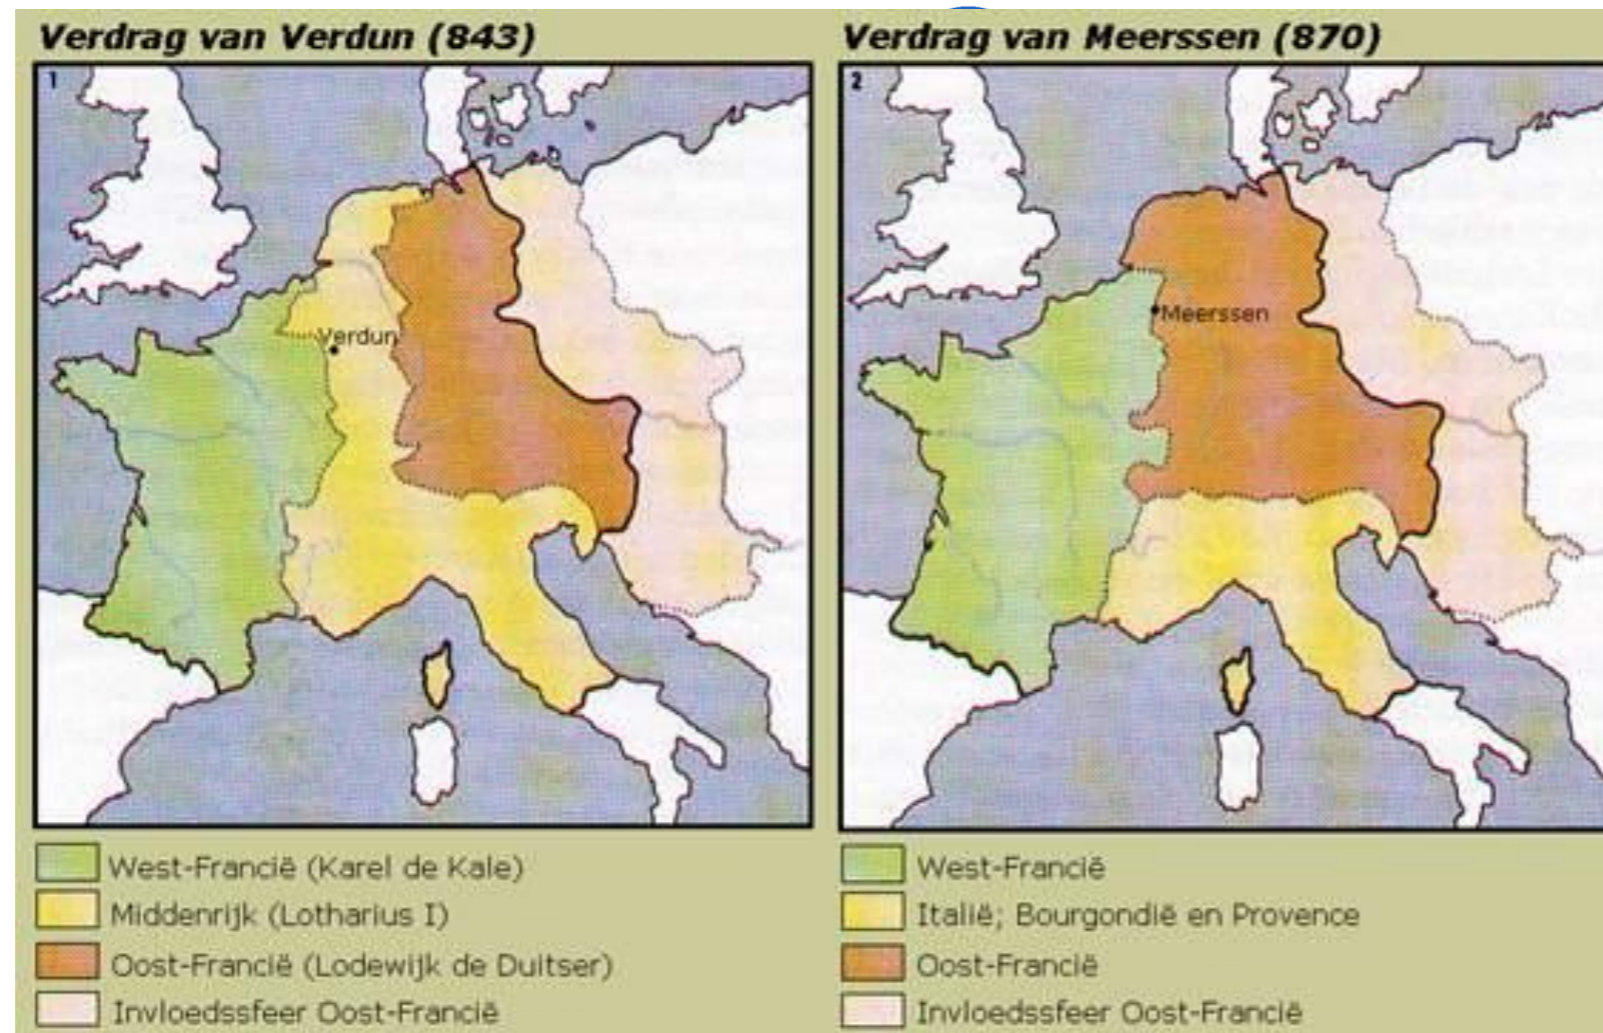 Verdrag van Verdun (843)
1
Verdun
West-Francië (Karel de Kale)
Middenrijk (Lotharius I)
Oost-Francië (Lodewijk de Duitser)
Invloedssfeer Oost-Francië
Verdrag van Meerssen (870)
2
Meerssen
West-Francië
Italië; Bourgondië en Provence
Oost-Francië
Invloedssfeer Oost-Francië